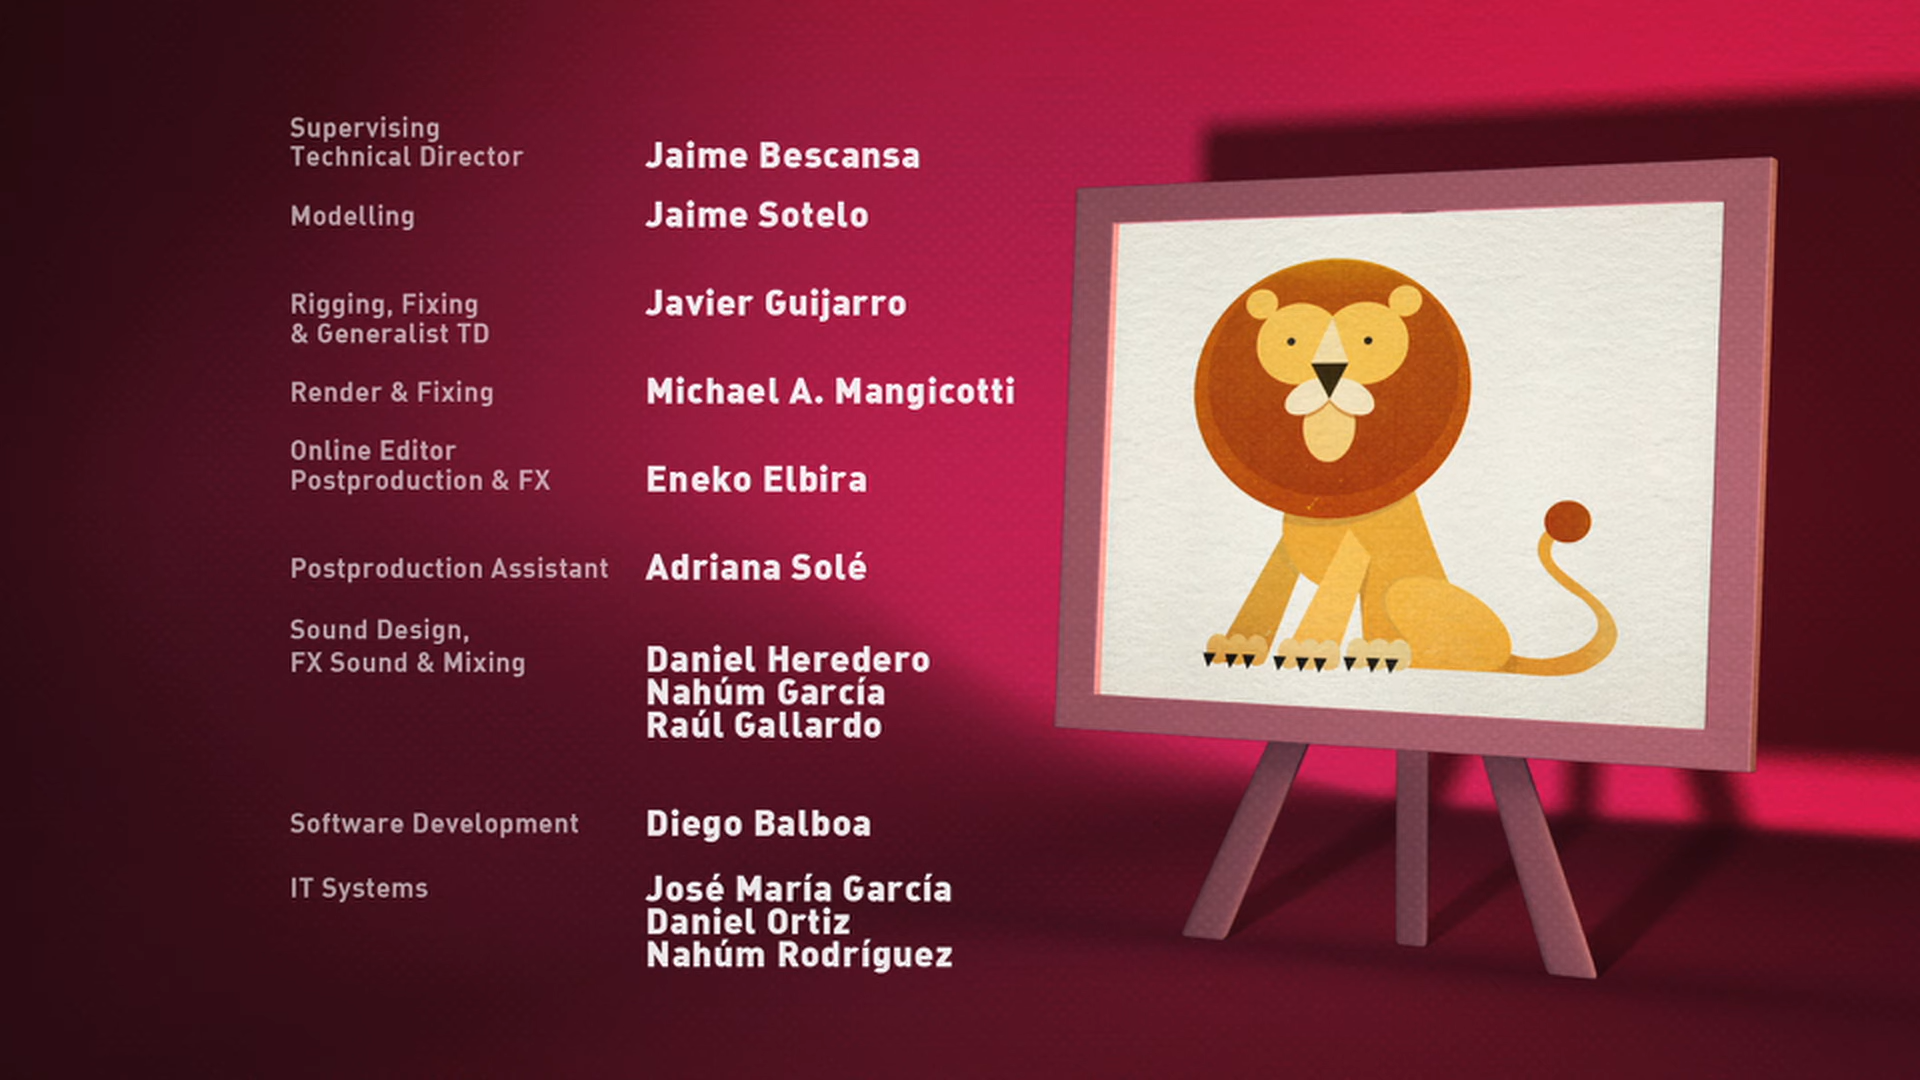 Supervising
Technical Director
Jaime Bescansa
Modelling
Jaime Sotelo
Rigging, Fixing
& Generalist TD
Javier Guijarro
Render & Fixing
Michael A. Mangicotti
Online Editor
Postproduction & FX
Eneko Elbira
Postproduction Assistant
Adriana Solé
Sound Design,
FX Sound & Mixing
Daniel Heredero
Nahúm García
Raúl Gallardo
Software Development
Diego Balboa
IT Systems
José María García
Daniel Ortiz
Nahúm Rodríguez